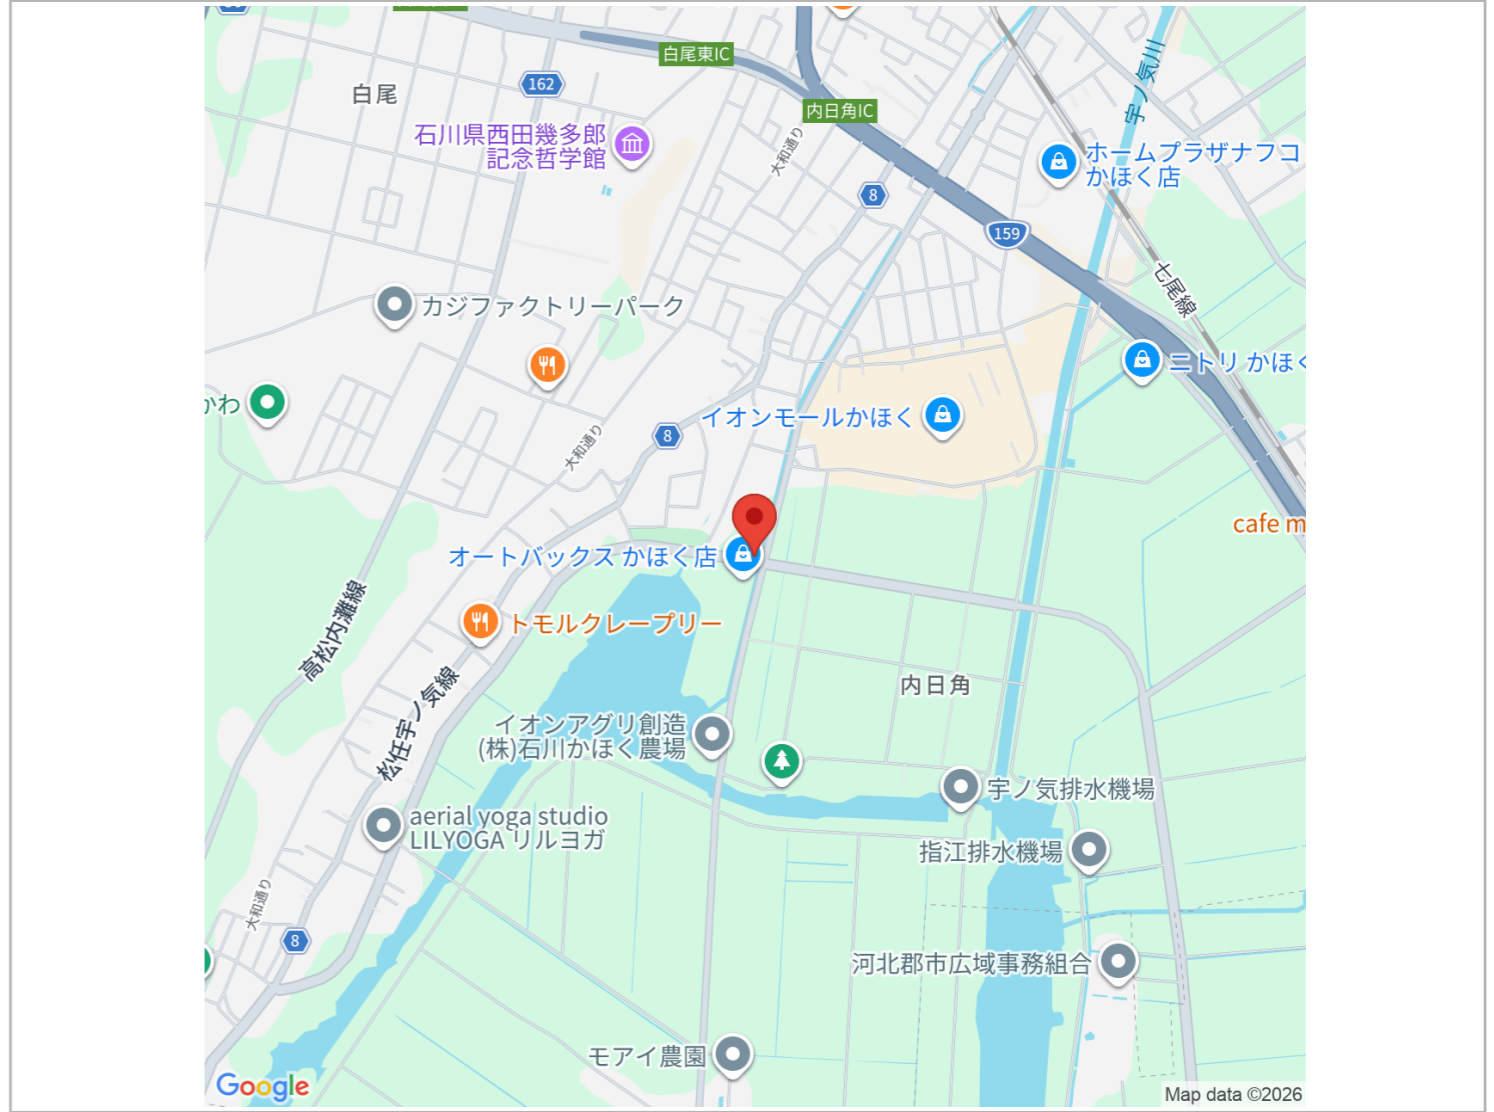 白尾東IC
162
白尾
内日角IC
宇ノ気川
石川県西田幾多郎
記念哲学館
大和通り
ホームプラザナフコ
かほく店
8
159
七尾線
カジファクトリーパーク
ニトリ かほく
かわ
イオンモールかほく
8
大和通り
cafe m
オートバックス かほく店
高松内灘線
トモルクレープリー
内日角
松任宇ノ気線
イオンアグリ創造
(株)石川かほく農場
宇ノ気排水機場
aerial yoga studio
LILYOGA リルヨガ
指江排水機場
大和通り
8
河北郡市広域事務組合
モアイ農園
Google
Map data ©2026